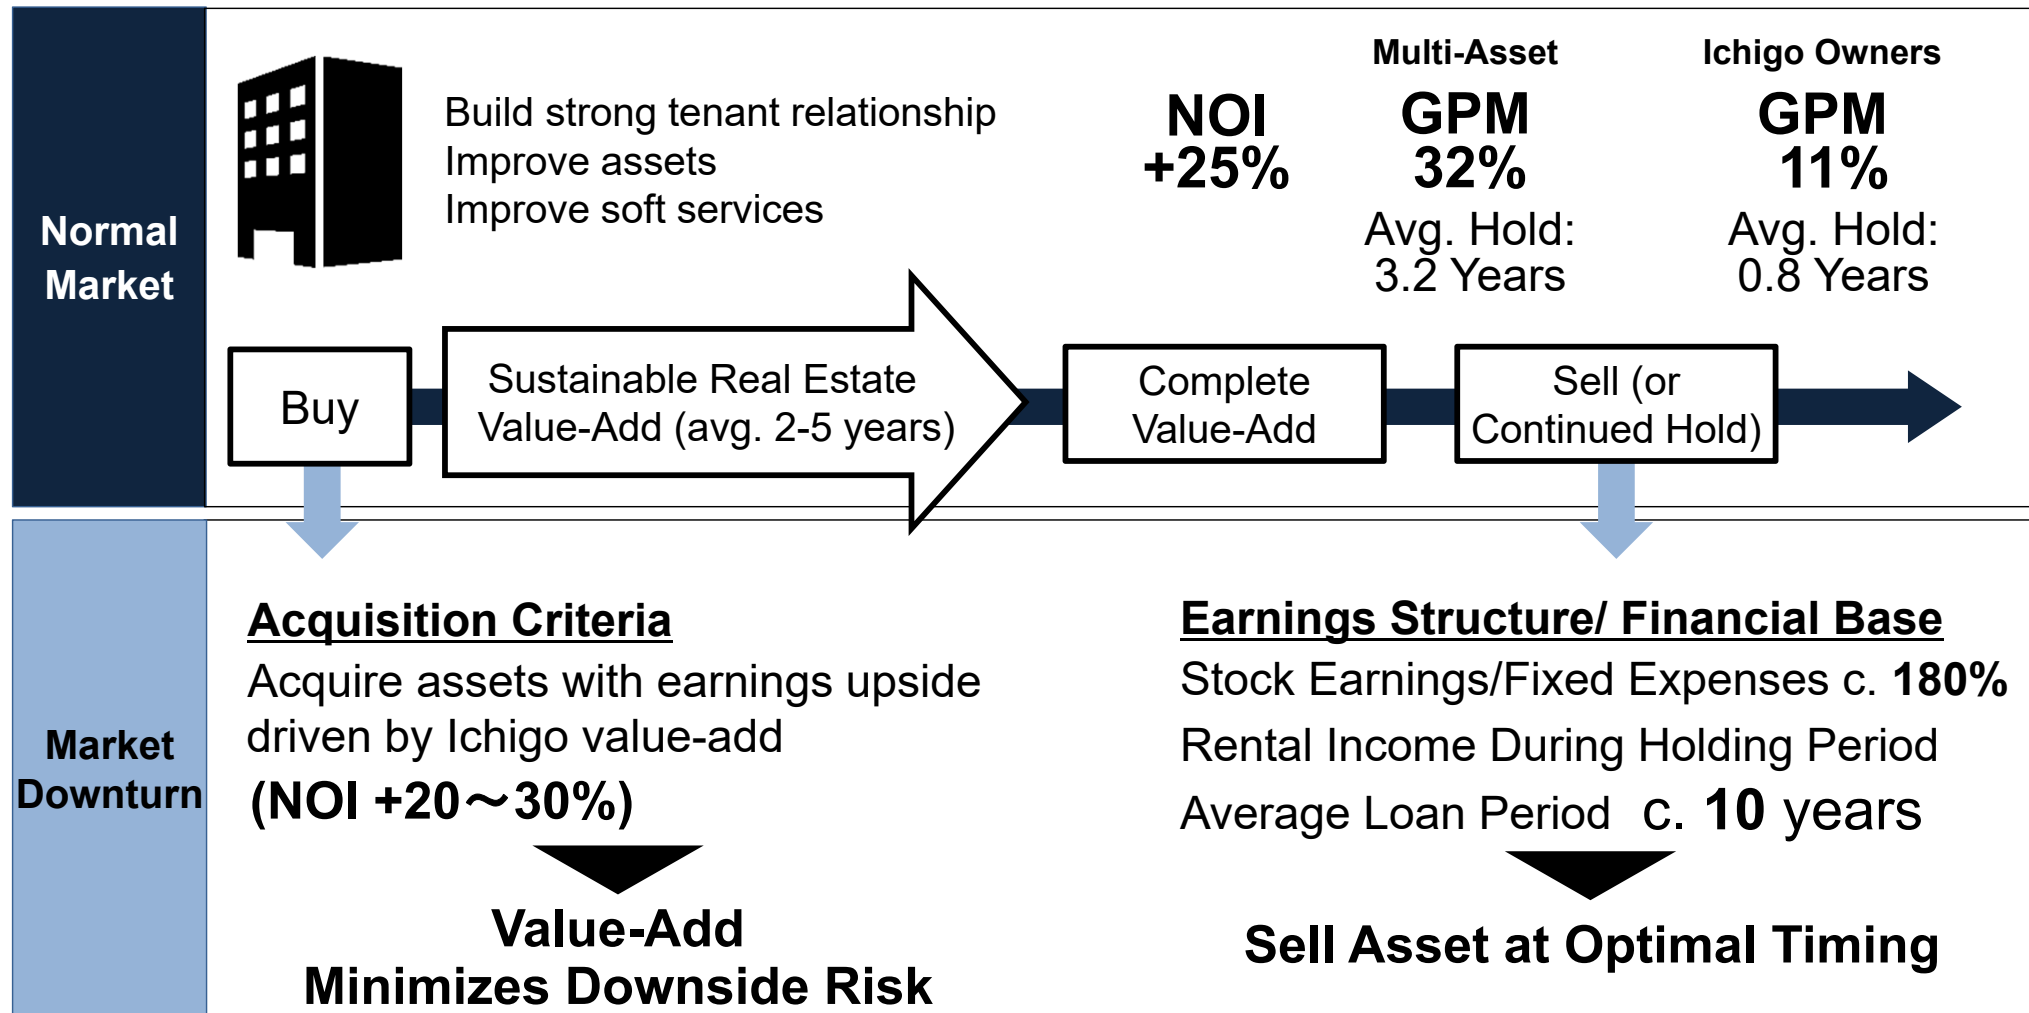 Normal
Market
Build strong tenant relationship
Improve assets
Improve soft services
NOI
+25%
Multi-Asset
GPM
32%
Avg. Hold:
3.2 Years
Ichigo Owners
GPM
11%
Avg. Hold:
0.8 Years
Buy
Sustainable Real Estate
Value-Add (avg. 2-5 years)
Complete
Value-Add
Sell (or
Continued Hold)
Market
Downturn
Acquisition Criteria
Acquire assets with earnings upside
driven by Ichigo value-add
(NOI +20～30%)
Value-Add
Minimizes Downside Risk
Earnings Structure/ Financial Base
Stock Earnings/Fixed Expenses c. 180%
Rental Income During Holding Period
Average Loan Period c. 10 years
Sell Asset at Optimal Timing